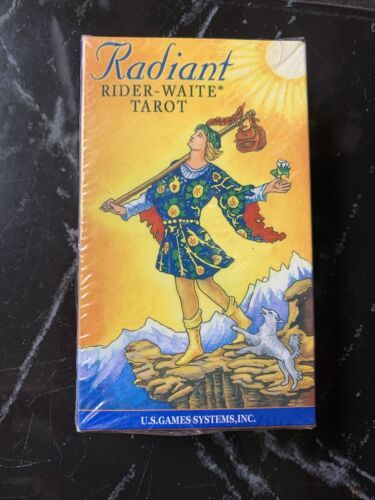 Radiant
RIDER-WAITE®
TAROT
U.S. GAMES SYSTEMS, INC.